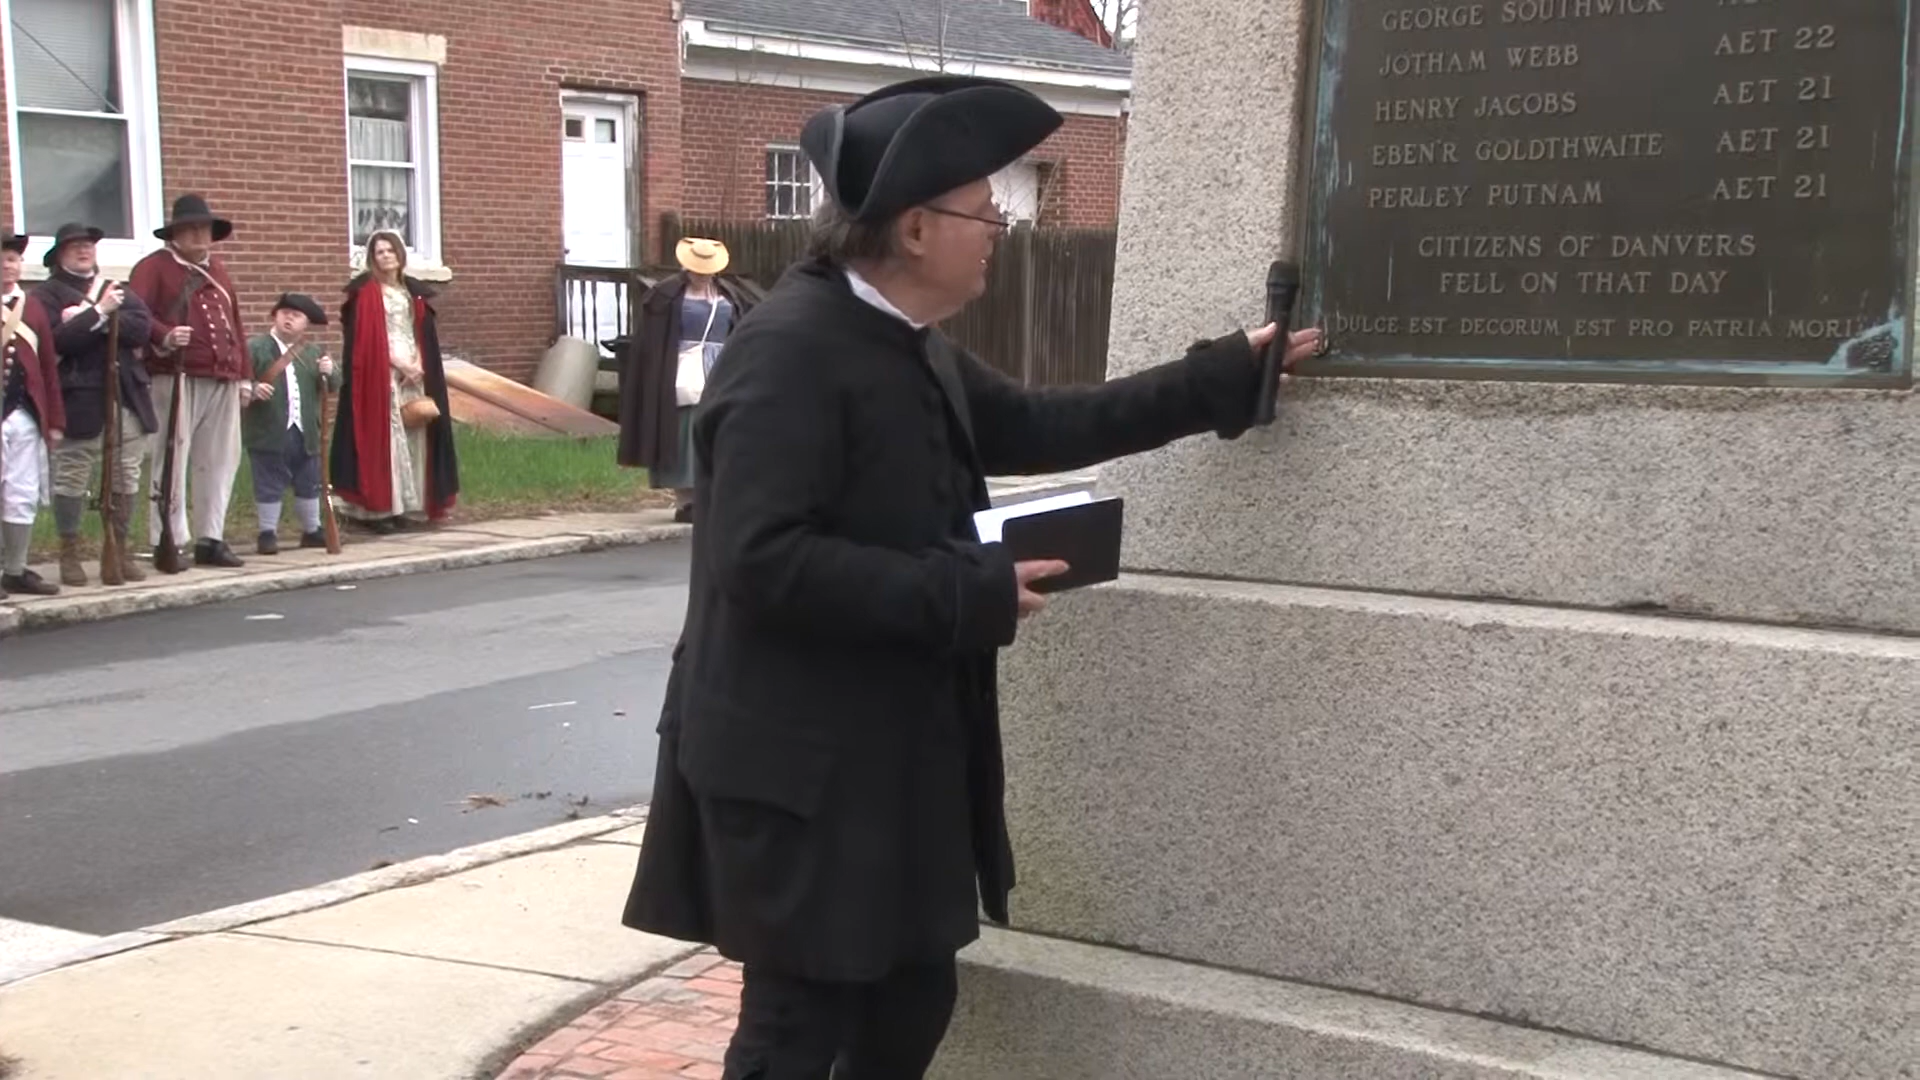 GEORGE SOUTHWICK
JOTHAM WEBB AET 22
HENRY JACOBS AET 21
EBEN'R GOLDTHWAITE AET 21
PERLEY PUTNAM AET 21
CITIZENS OF DANVERS
FELL ON THAT DAY
DULCE EST DECORUM EST PRO PATRIA MORI